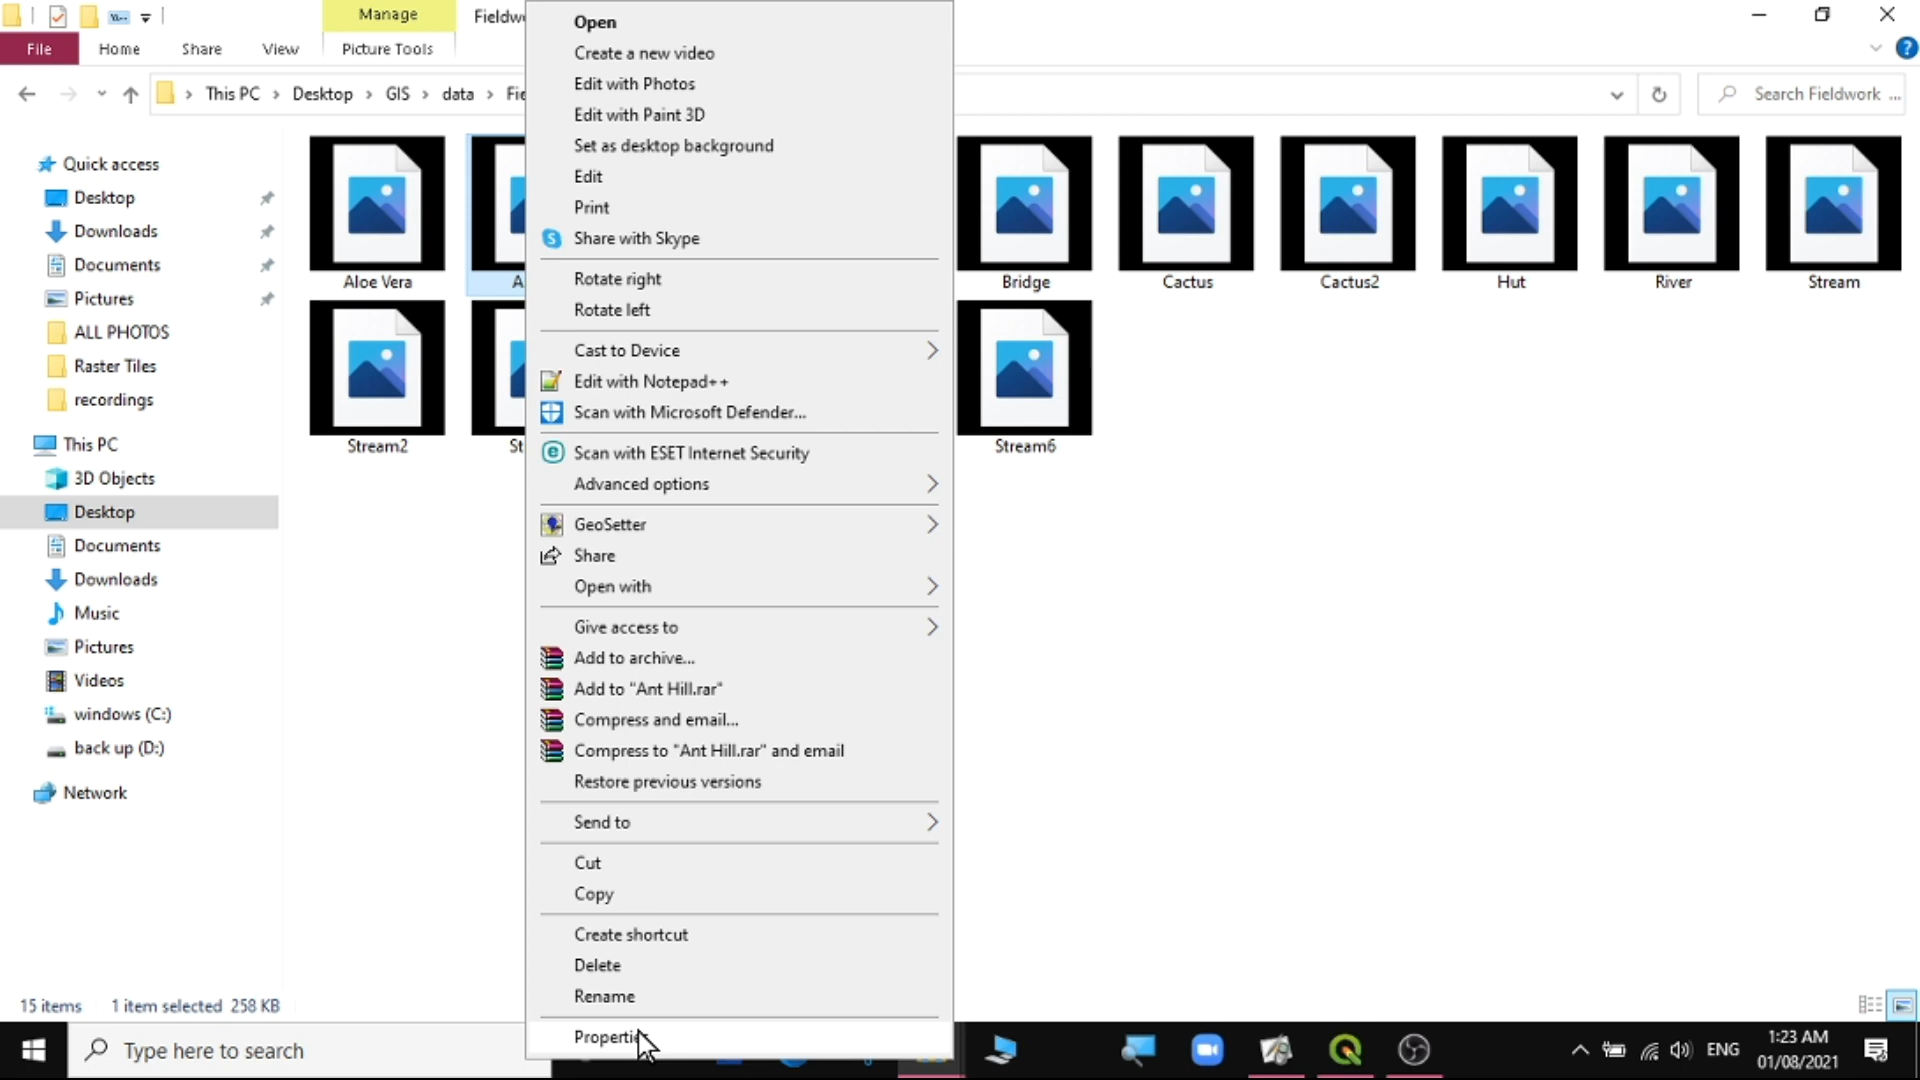 Manage
Fieldw
File
Home
Share
View
Picture Tools
This PC
Desktop
GIS
data
Fie
Search Fieldwork ...
Quick access
Desktop
Downloads
Documents
Pictures
ALL PHOTOS
Raster Tiles
recordings
This PC
3D Objects
Desktop
Documents
Downloads
Music
Pictures
Videos
windows (C:)
back up (D:)
Network
Aloe Vera
A
Bridge
Cactus
Cactus2
Hut
River
Stream
Stream2
St
Stream6
Open
Create a new video
Edit with Photos
Edit with Paint 3D
Set as desktop background
Edit
Print
Share with Skype
Rotate right
Rotate left
Cast to Device
Edit with Notepad++
Scan with Microsoft Defender...
Scan with ESET Internet Security
Advanced options
GeoSetter
Share
Open with
Give access to
Add to archive...
Add to "Ant Hill.rar"
Compress and email...
Compress to "Ant Hill.rar" and email
Restore previous versions
Send to
Cut
Copy
Create shortcut
Delete
Rename
Properties
15 items 1 item selected 258 KB
Type here to search
ENG
1:23 AM
01/08/2021